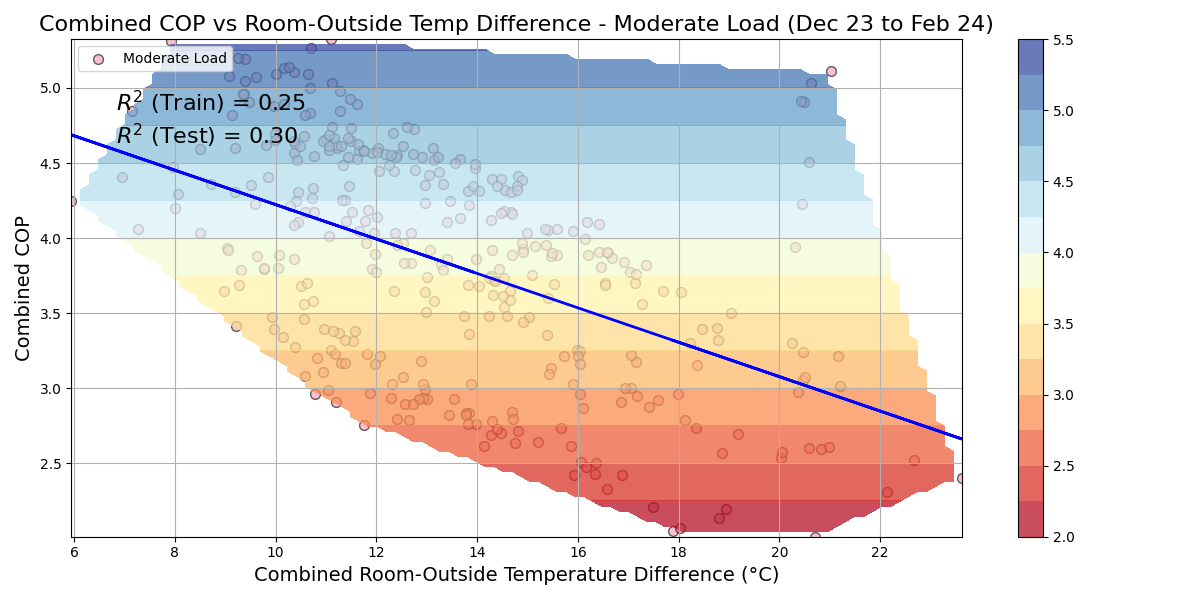 Combined COP vs Room-Outside Temp Difference - Moderate Load (Dec 23 to Feb 24)
Moderate Load
R² (Train) = 0.25
R² (Test) = 0.30
Combined COP
5.0
4.5
4.0
3.5
3.0
2.5
6 8 10 12 14 16 18 20 22
Combined Room-Outside Temperature Difference (°C)
5.5
5.0
4.5
4.0
3.5
3.0
2.5
2.0